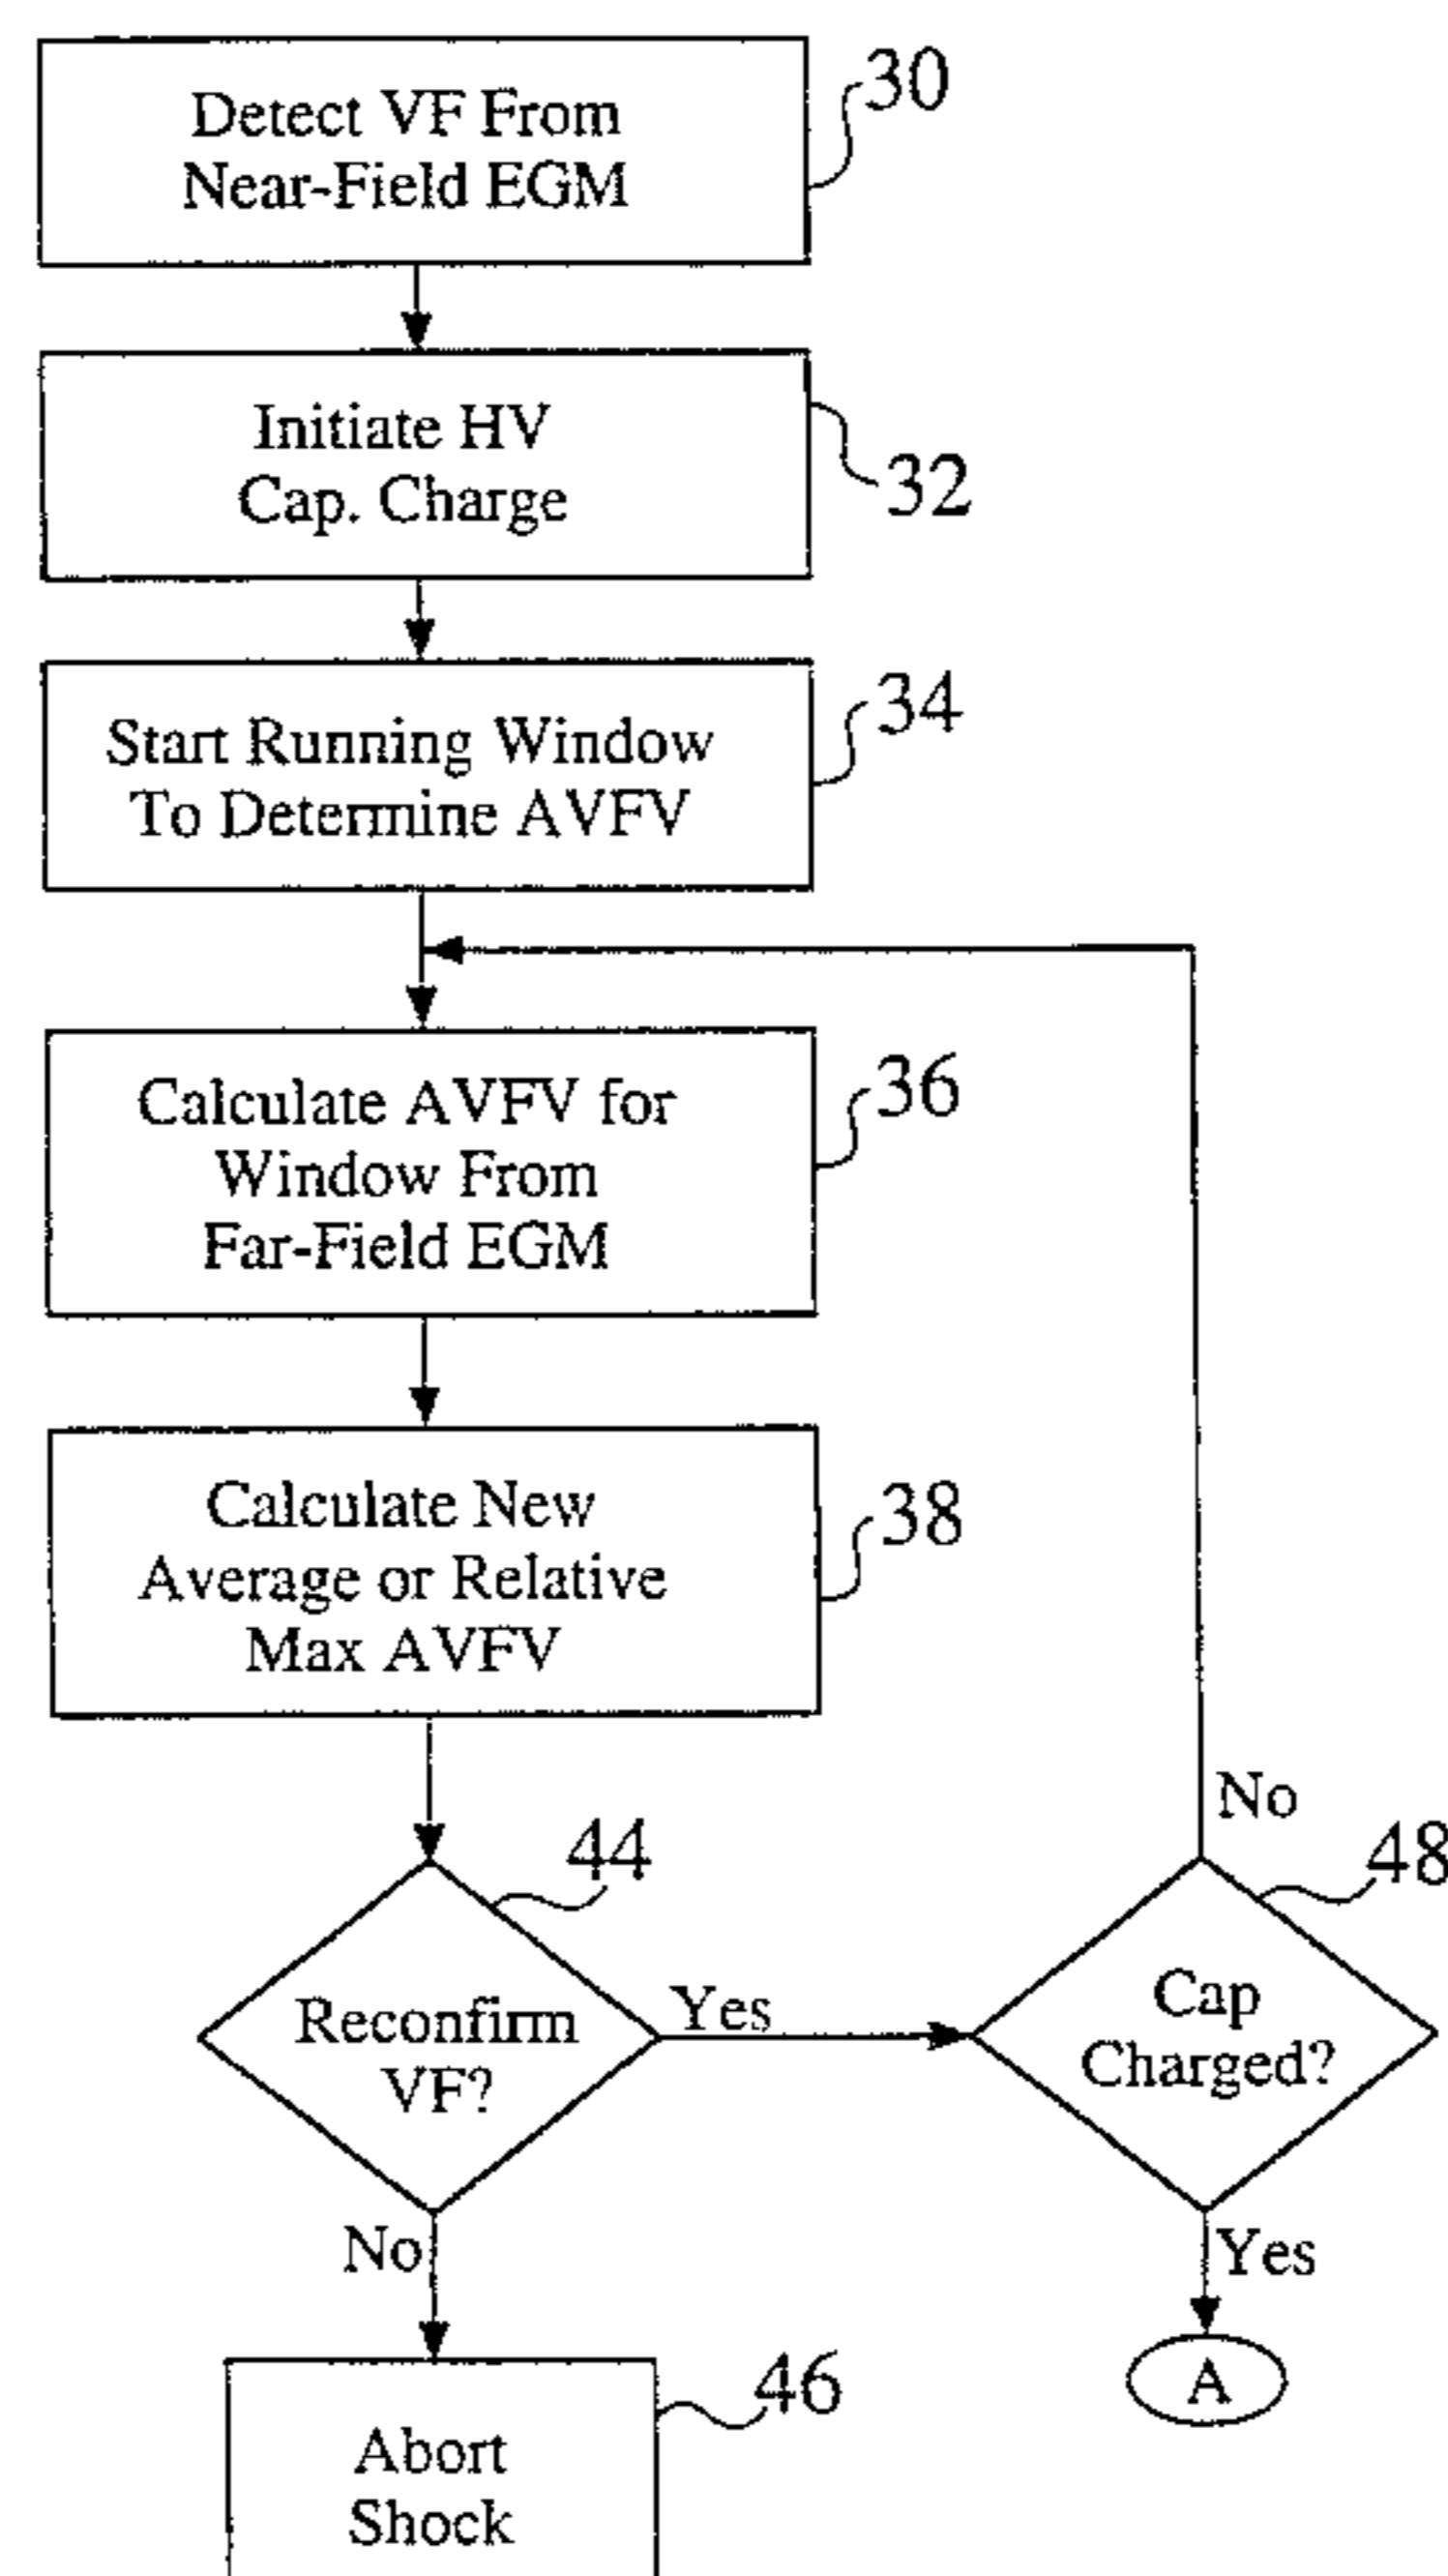 Detect VF From
Near-Field EGM
30
Initiate HV
Cap. Charge
32
Start Running Window
To Determine AVFV
34
Calculate AVFV for
Window From
Far-Field EGM
36
Calculate New
Average or Relative
Max AVFV
38
Reconfirm
VF?
44
Yes
No
Cap
Charged?
48
No
Yes
A
Abort
Shock
46